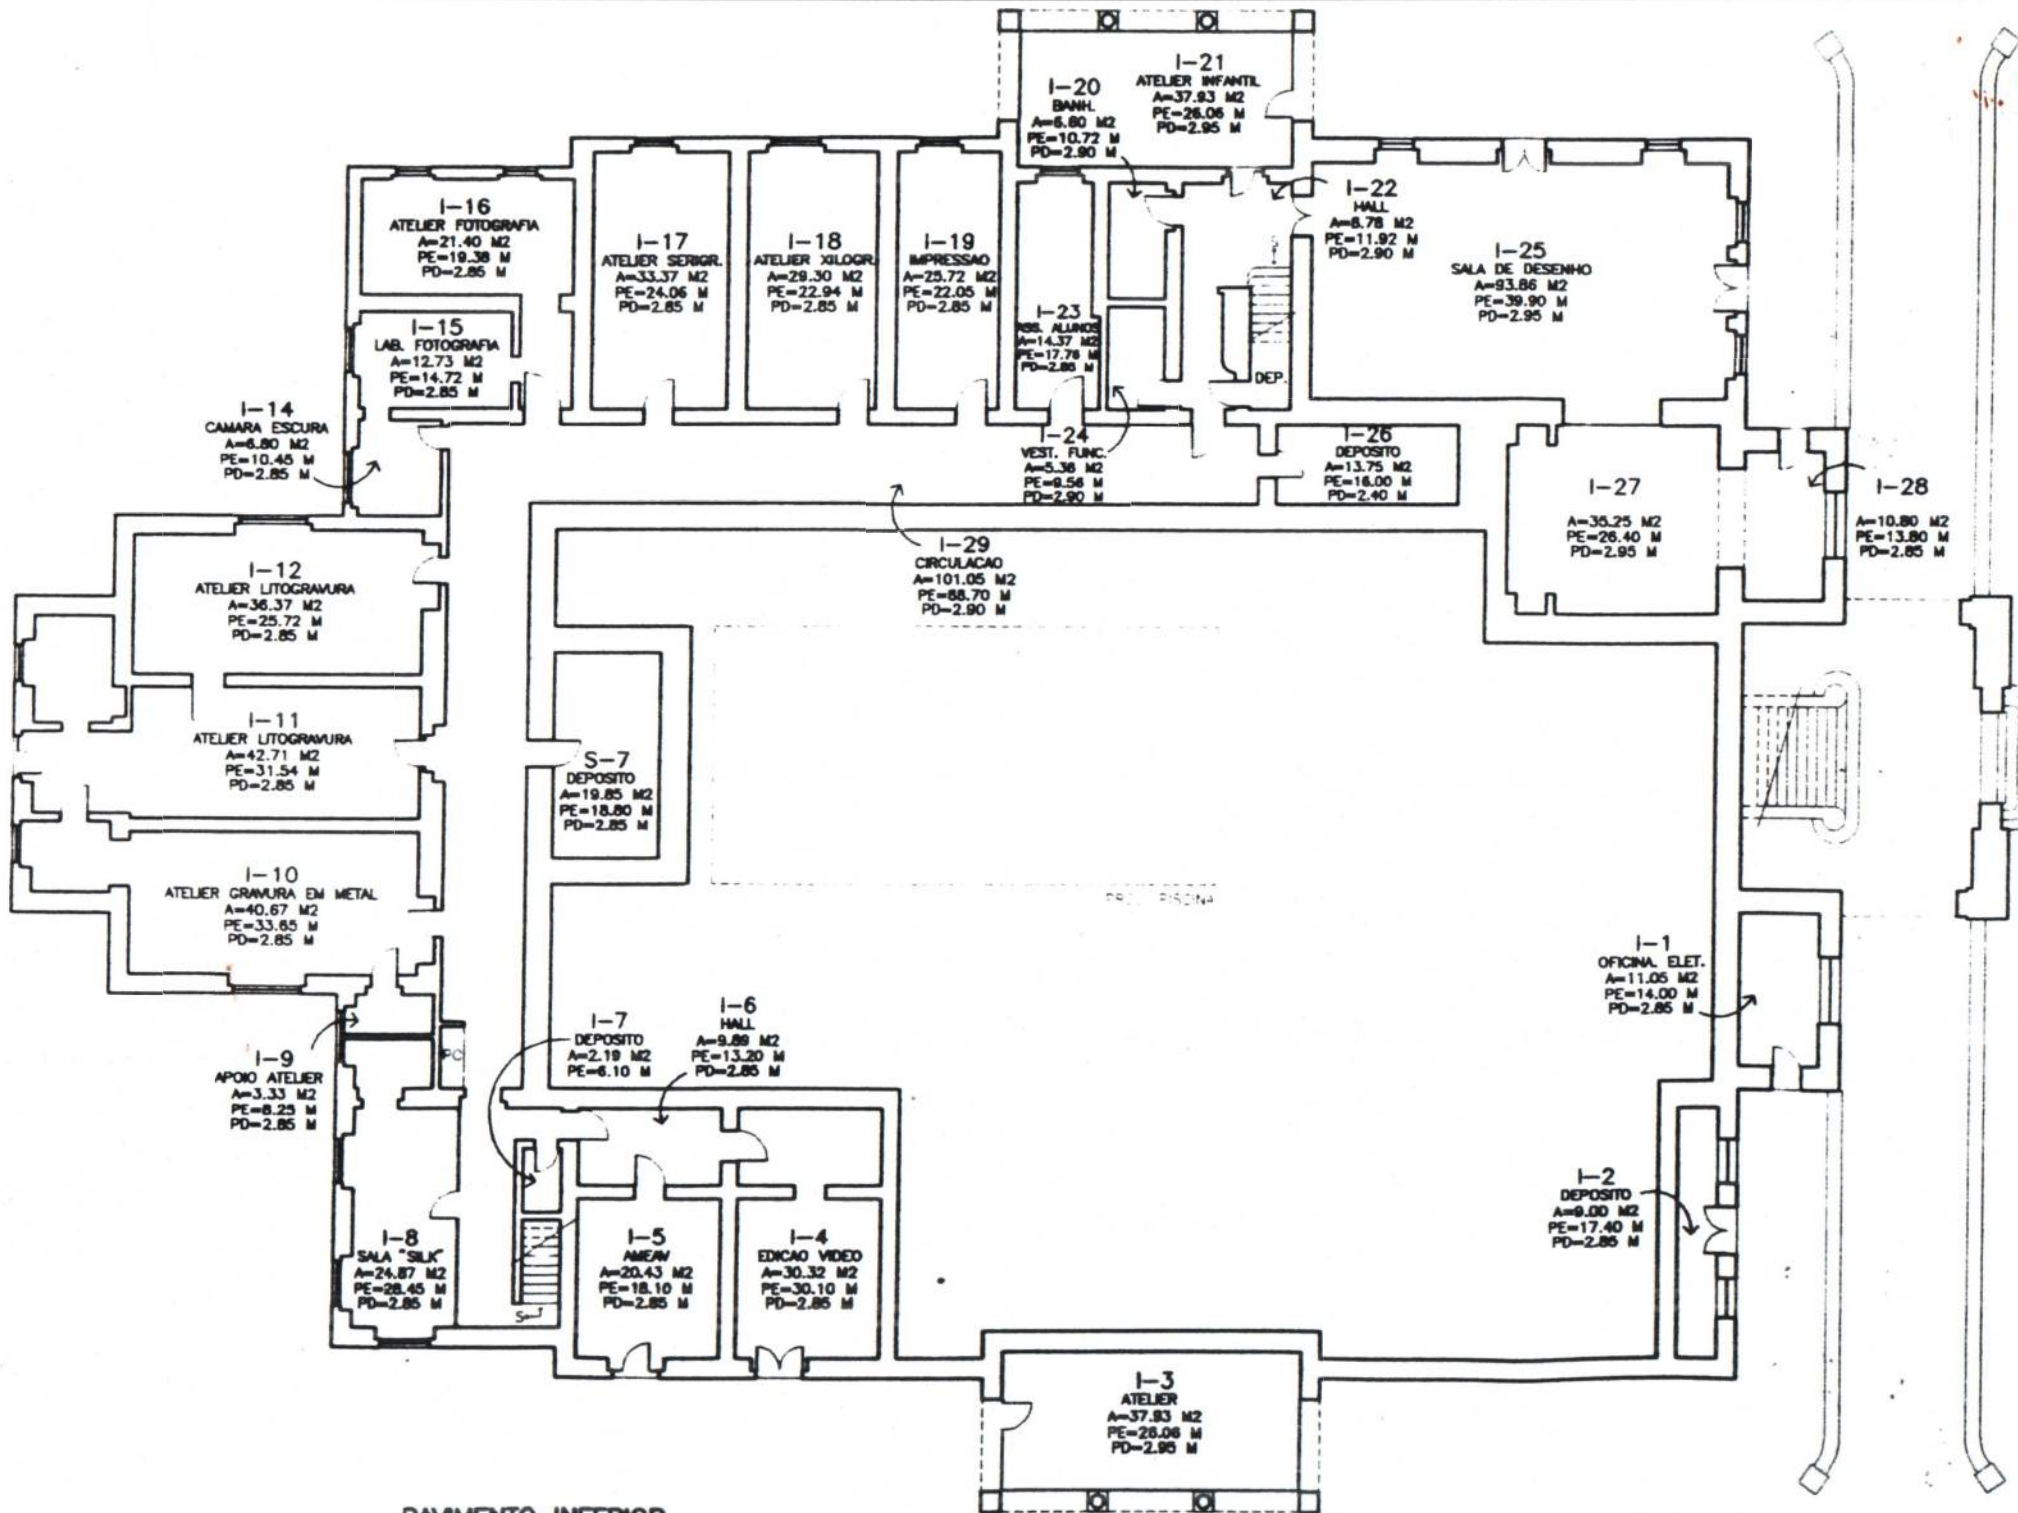 I-21
ATELIER INFANTIL
A=37.93 M2
PE=26.06 M
PD=2.95 M
I-20
BANH.
A=6.60 M2
PE=10.72 M
PD=2.90 M
I-22
HALL
A=8.78 M2
PE=11.92 M
PD=2.90 M
I-16
ATELIER FOTOGRAFIA
A=21.40 M2
PE=19.38 M
PD=2.85 M
I-17
ATELIER SERIGR.
A=33.37 M2
PE=24.06 M
PD=2.85 M
I-18
ATELIER XILOGR.
A=29.30 M2
PE=22.94 M
PD=2.85 M
I-19
IMPRESSAO
A=25.72 M2
PE=22.05 M
PD=2.85 M
I-25
SALA DE DESENHO
A=93.86 M2
PE=39.90 M
PD=2.95 M
I-23
ASS. ALUNOS
A=14.37 M2
PE=17.78 M
PD=2.85 M
DEP.
I-15
LAB. FOTOGRAFIA
A=12.73 M2
PE=14.72 M
PD=2.85 M
I-14
CAMARA ESCURA
A=6.80 M2
PE=10.45 M
PD=2.85 M
I-24
VEST. FUNC.
A=5.36 M2
PE=9.56 M
PD=2.90 M
I-26
DEPOSITO
A=13.75 M2
PE=16.00 M
PD=2.40 M
I-27
A=35.25 M2
PE=26.40 M
PD=2.95 M
I-28
A=10.80 M2
PE=13.80 M
PD=2.85 M
I-29
CIRCULACAO
A=101.05 M2
PE=88.70 M
PD=2.90 M
I-12
ATELIER LITOGRAVURA
A=36.37 M2
PE=25.72 M
PD=2.85 M
I-11
ATELIER LITOGRAVURA
A=42.71 M2
PE=31.54 M
PD=2.85 M
S-7
DEPOSITO
A=19.85 M2
PE=18.80 M
PD=2.85 M
I-10
ATELIER GRAVURA EM METAL
A=40.67 M2
PE=33.65 M
PD=2.85 M
PROJ. PISCINA
I-1
OFICINA. ELET.
A=11.05 M2
PE=14.00 M
PD=2.85 M
I-6
HALL
A=9.89 M2
PE=13.20 M
PD=2.85 M
I-7
DEPOSITO
A=2.19 M2
PE=6.10 M
PC
I-9
APOIO ATELIER
A=3.33 M2
PE=8.25 M
PD=2.85 M
I-2
DEPOSITO
A=9.00 M2
PE=17.40 M
PD=2.85 M
I-8
SALA "SILK"
A=24.87 M2
PE=28.45 M
PD=2.85 M
I-5
AMEAV
A=20.43 M2
PE=18.10 M
PD=2.85 M
I-4
EDICAO VIDEO
A=30.32 M2
PE=30.10 M
PD=2.85 M
S
I-3
ATELIER
A=37.93 M2
PE=26.06 M
PD=2.95 M
PAVIMENTO INFERIOR